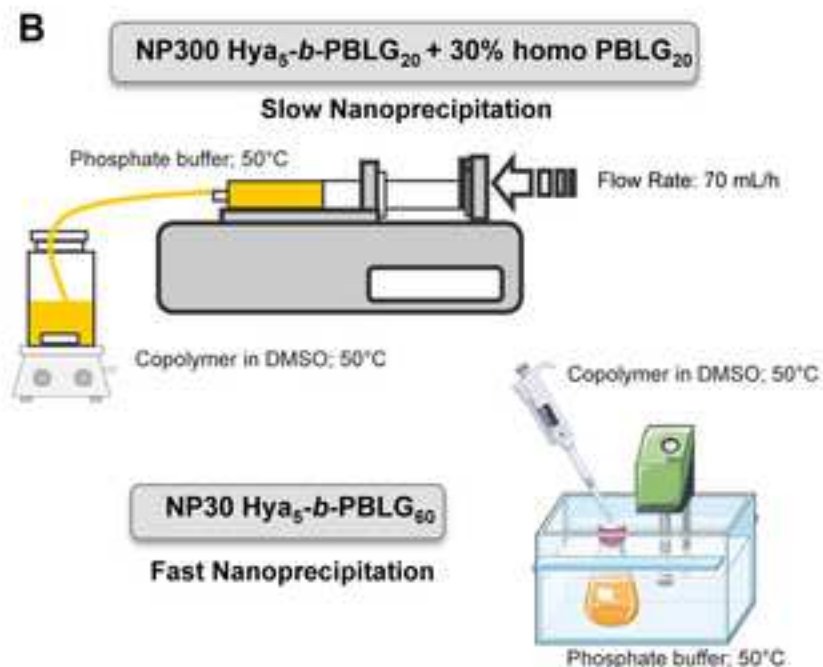 B
NP300 Hya₅-b-PBLG₂₀ + 30% homo PBLG₂₀
Slow Nanoprecipitation
Phosphate buffer; 50°C
Flow Rate: 70 mL/h
Copolymer in DMSO; 50°C
Copolymer in DMSO; 50°C
NP30 Hya₅-b-PBLG₆₀
Fast Nanoprecipitation
Phosphate buffer; 50°C